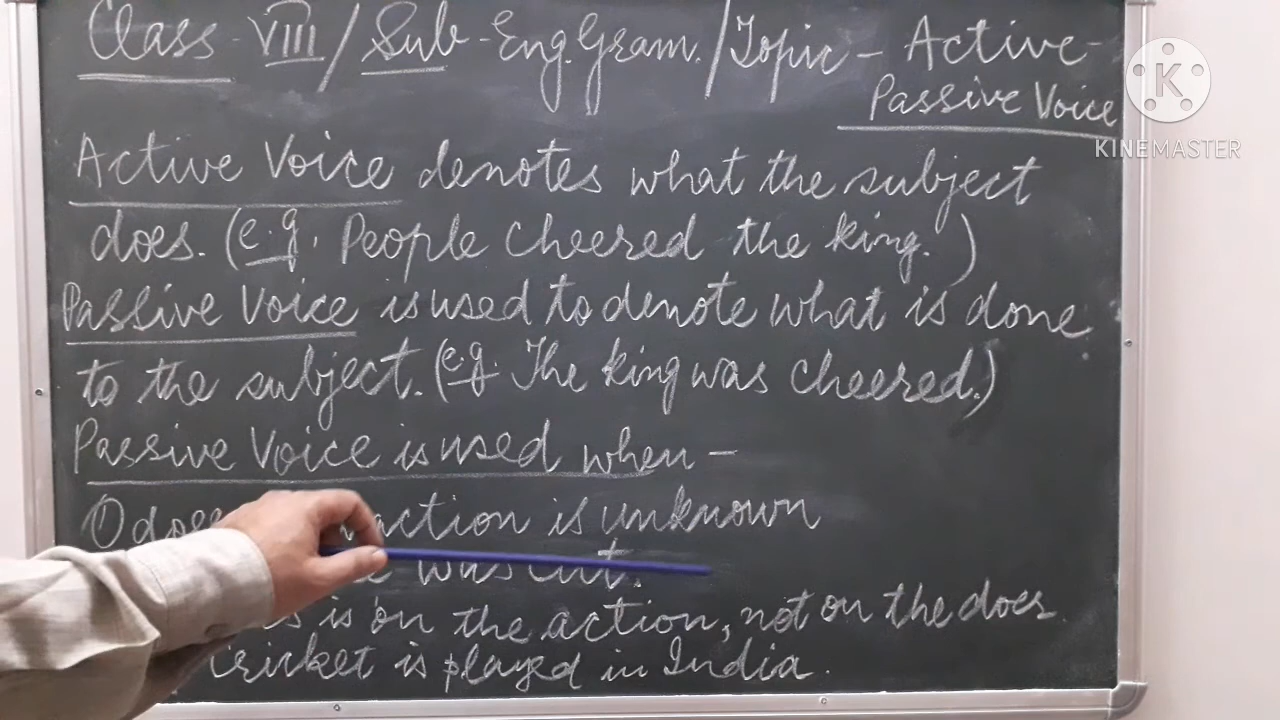 Class - VIII / Sub - Eng. Gram. / Topic - Active -
Passive Voice
K
KINEMASTER
Active Voice denotes what the subject
does. (e.g. People cheered the king.)
Passive Voice is used to denote what is done
to the subject. (e.g. The king was cheered.)
Passive Voice is used when -
action is unknown
was cut.
is on the action, not on the doer
Cricket is played in India.